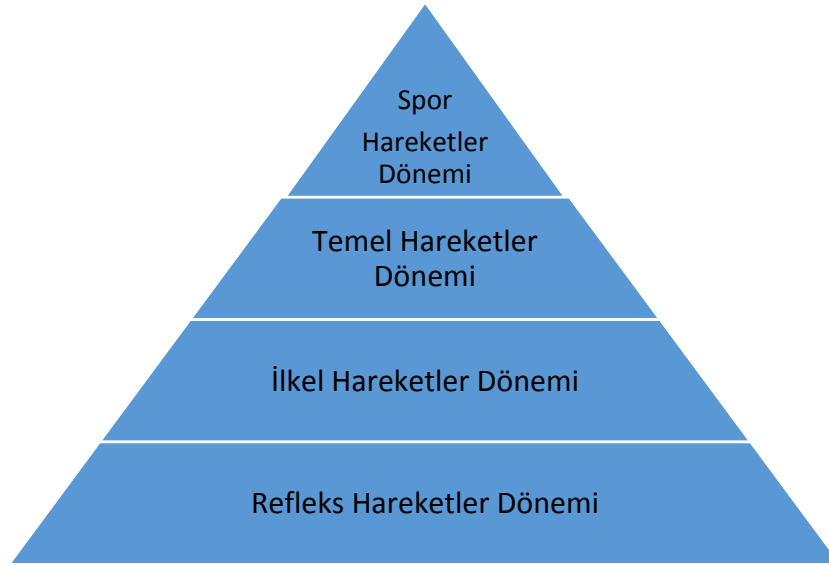 Spor
Hareketler
Dönemi
Temel Hareketler
Dönemi
İlkel Hareketler Dönemi
Refleks Hareketler Dönemi